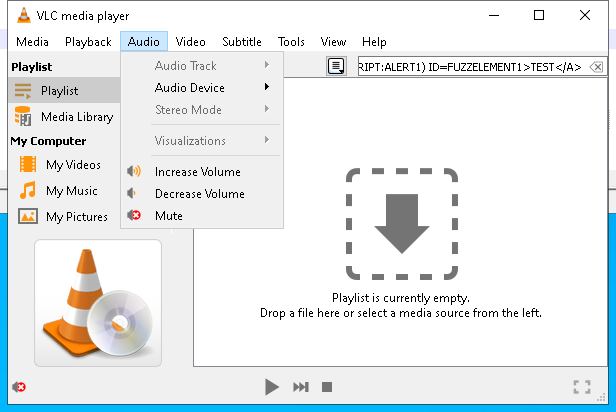 VLC media player
Media Playback Audio Video Subtitle Tools View Help
Playlist
Playlist
Media Library
My Computer
My Videos
My Music
My Pictures
Audio Track
Audio Device
Stereo Mode
Visualizations
Increase Volume
Decrease Volume
Mute
RIPT:ALERT1) ID=FUZZELEMENT1>TEST</A>
Playlist is currently empty.
Drop a file here or select a media source from the left.